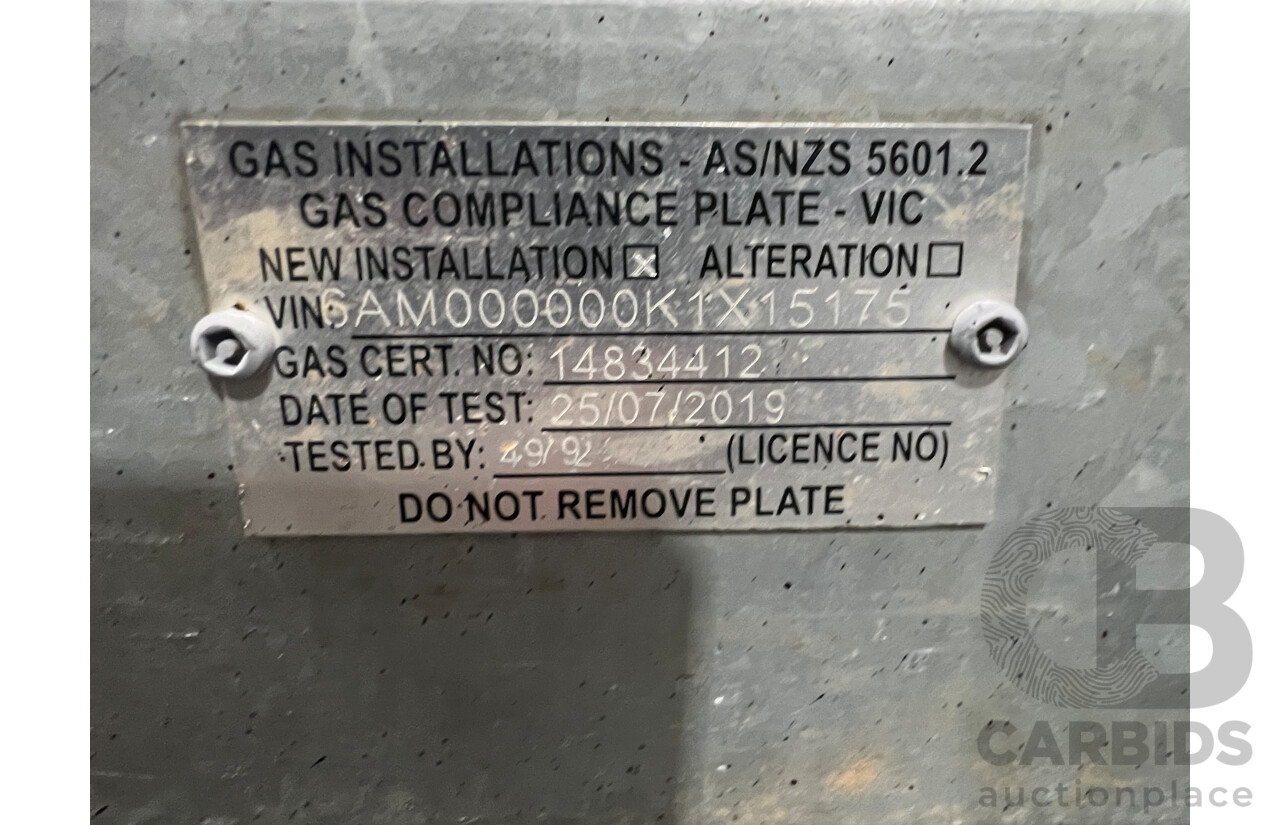 GAS INSTALLATIONS - AS/NZS 5601.2
GAS COMPLIANCE PLATE - VIC
NEW INSTALLATION ☒ ALTERATION ☐
VIN: 6AM000000K1X15175
GAS CERT. NO: 14834412
DATE OF TEST: 25/07/2019
TESTED BY: (LICENCE NO)
DO NOT REMOVE PLATE
CB
CARBIDS
auctionplace